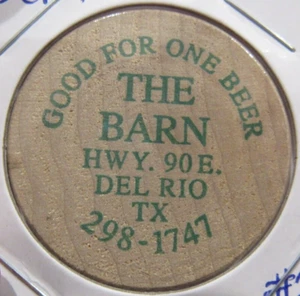 GOOD FOR ONE BEER
THE
BARN
HWY. 90 E.
DEL RIO
TX
298-1747